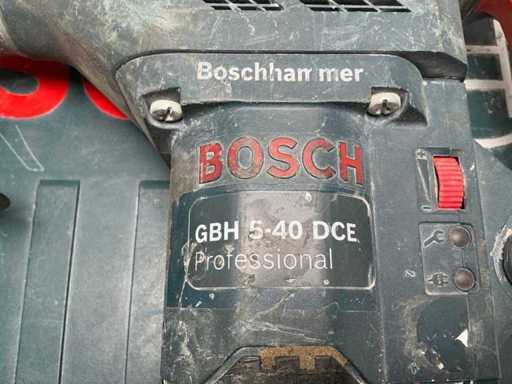 Boschhammer
BOSCH
GBH 5-40 DCE
Professional